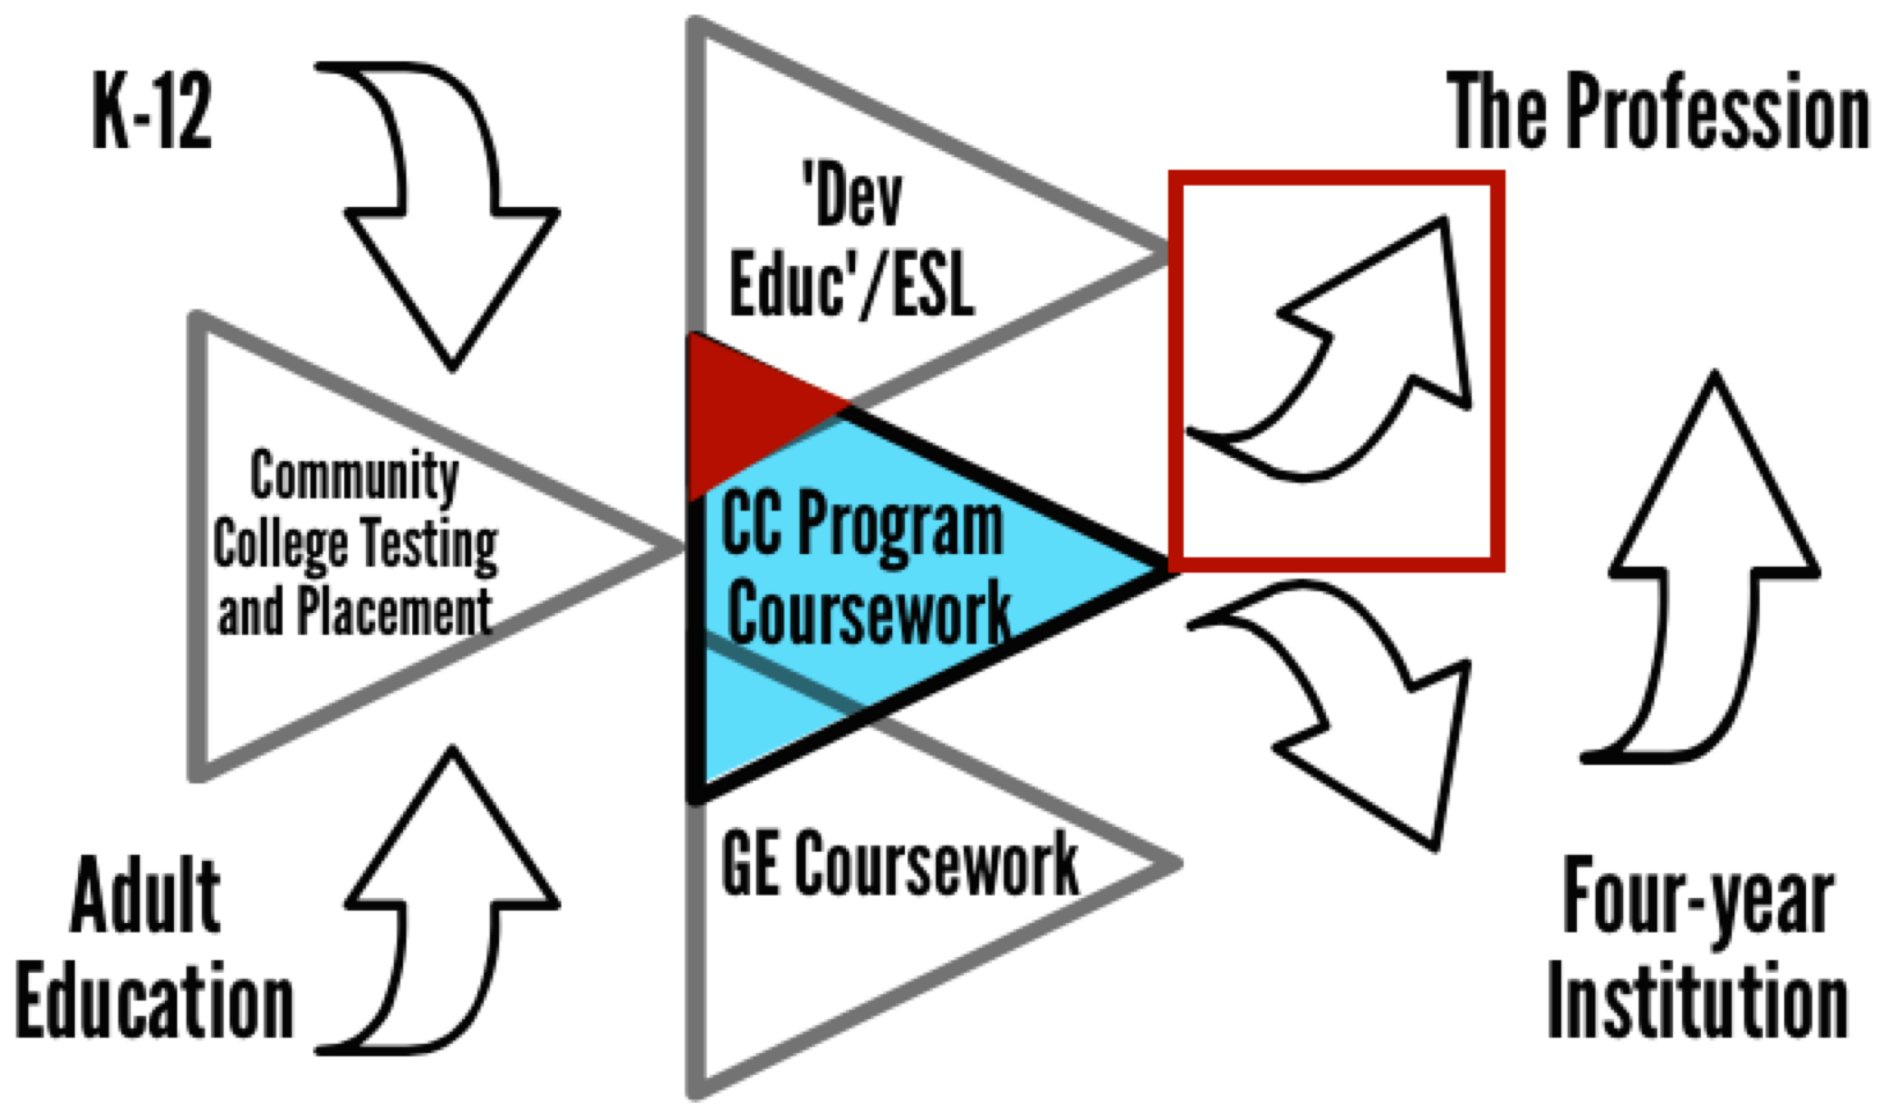 K-12
The Profession
'Dev
Educ'/ESL
Community
College Testing
and Placement
CC Program
Coursework
GE Coursework
Adult
Education
Four-year
Institution